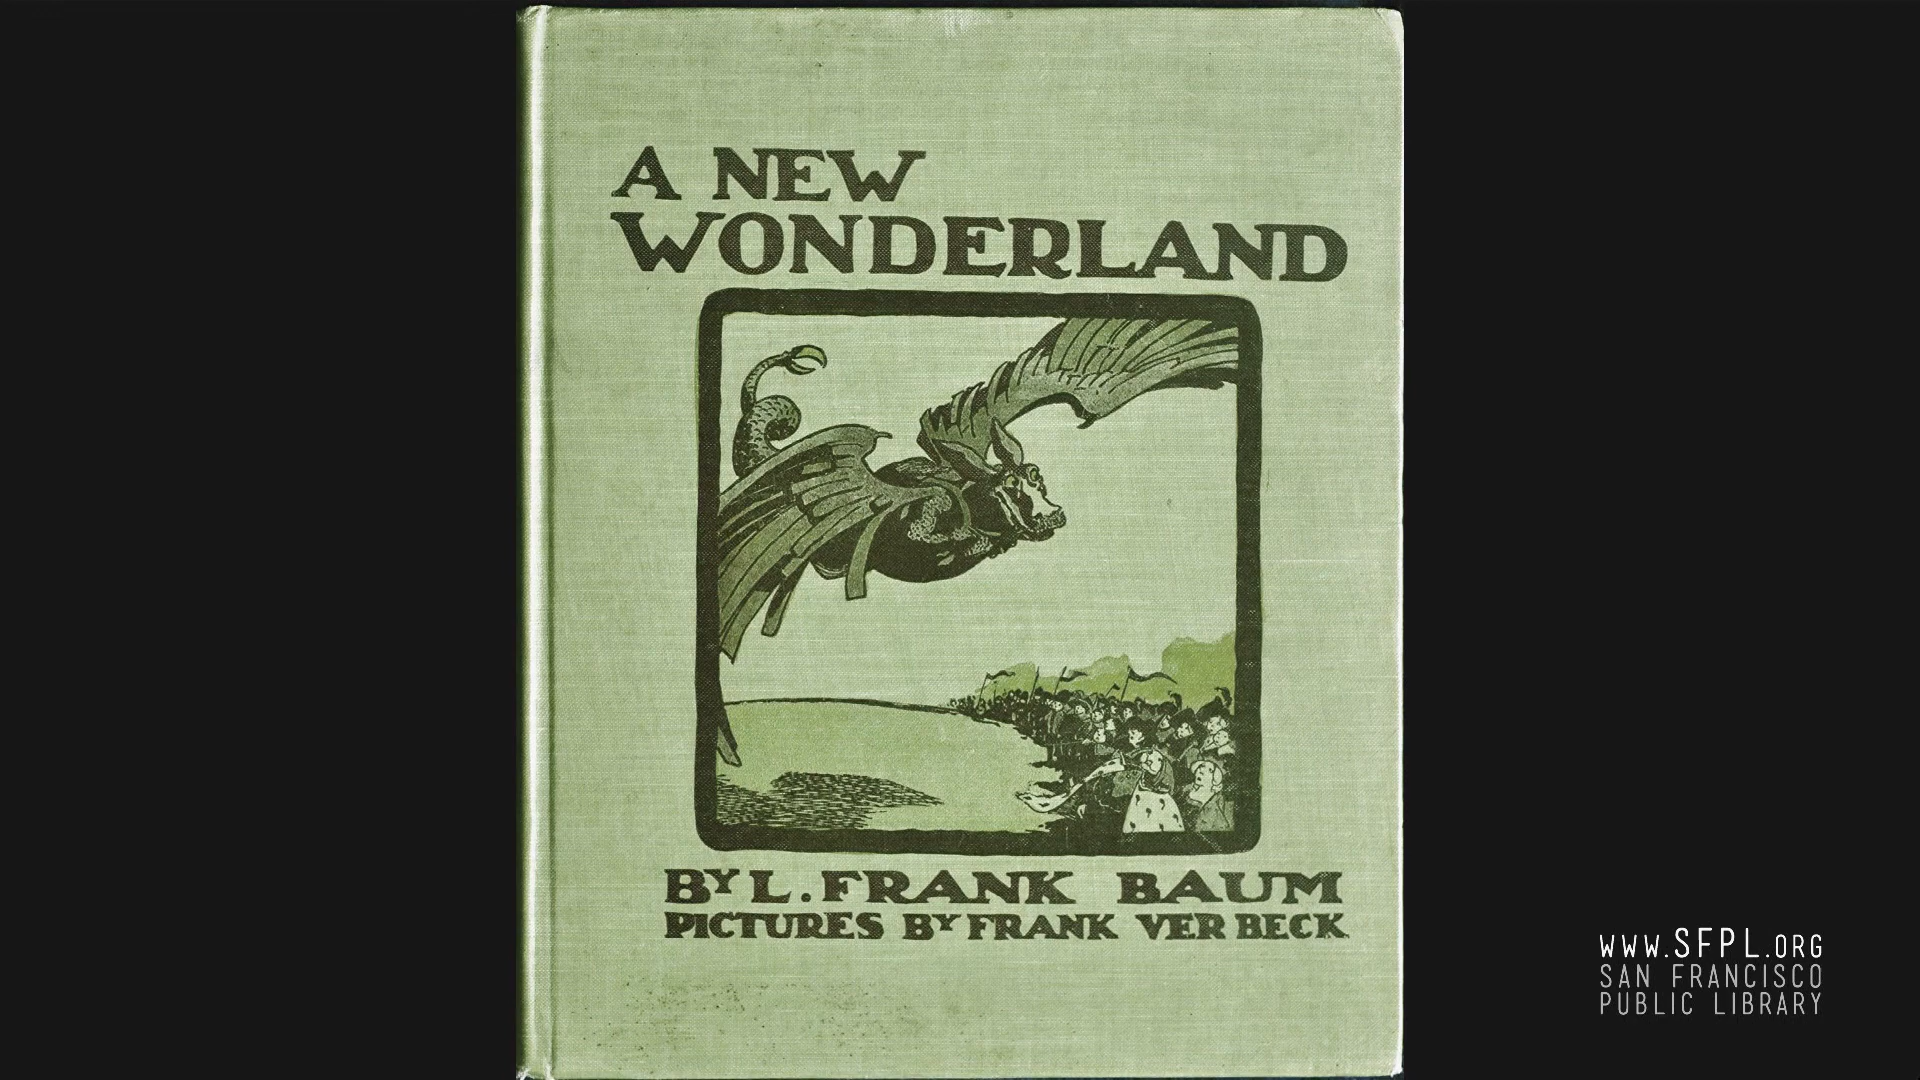 A NEW
WONDERLAND
BY L. FRANK BAUM
PICTURES BY FRANK VER BECK
WWW.SFPL.ORG
SAN FRANCISCO
PUBLIC LIBRARY